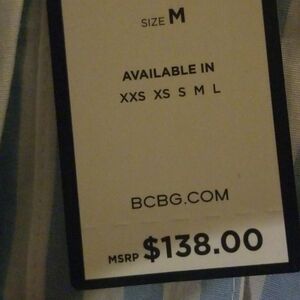 SIZE M
AVAILABLE IN
XXS XS S M L
BCBG.COM
MSRP $138.00